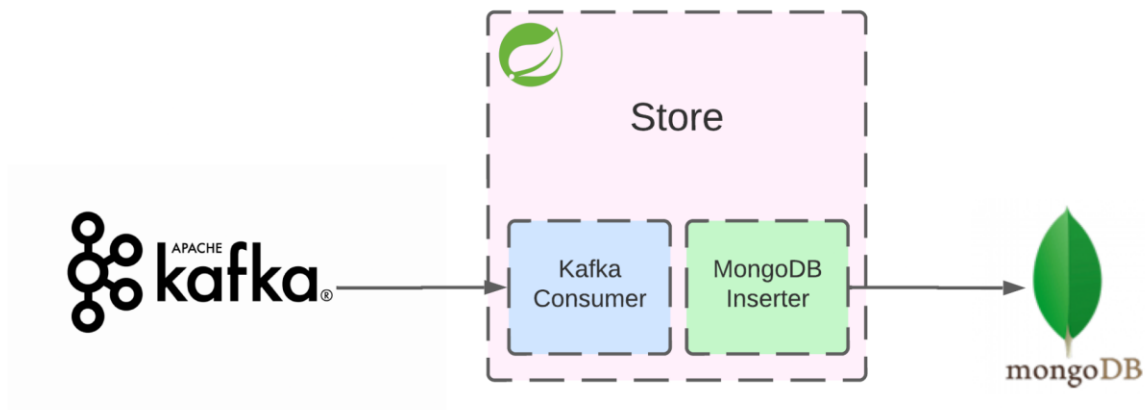 Store
APACHE
kafka®
Kafka
Consumer
MongoDB
Inserter
mongoDB